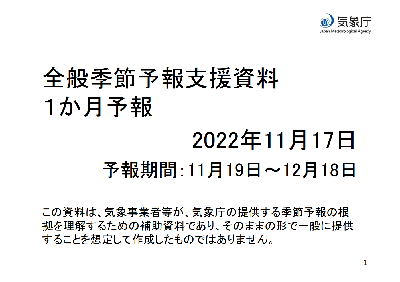 気象庁
Japan Meteorological Agency
全般季節予報支援資料
１か月予報
2022年11月17日
予報期間：11月19日～12月18日
この資料は、気象事業者等が、気象庁の提供する季節予報の根
拠を理解するための補助資料であり、そのままの形で一般に提供
することを想定して作成したものではありません。
1